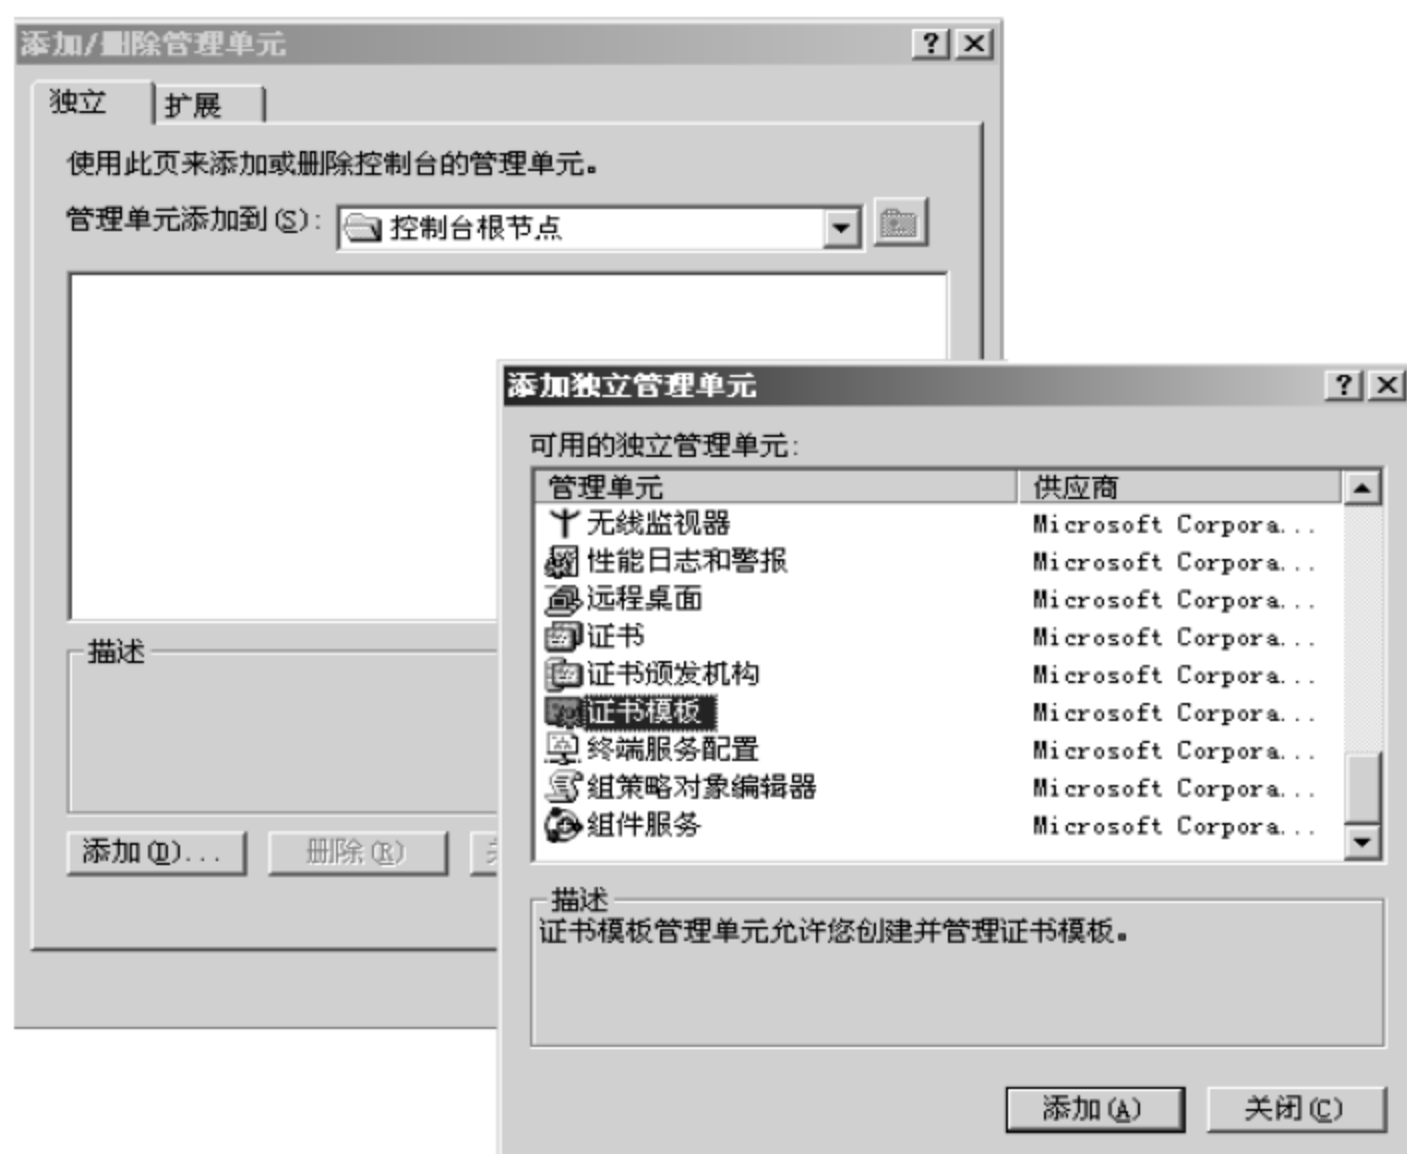 添加/删除管理单元
独立
扩展
使用此页来添加或删除控制台的管理单元。
管理单元添加到(S):
控制台根节点
描述
添加(D)...
删除(R)
添加独立管理单元
可用的独立管理单元:
管理单元 供应商
无线监视器 Microsoft Corpora...
性能日志和警报 Microsoft Corpora...
远程桌面 Microsoft Corpora...
证书 Microsoft Corpora...
证书颁发机构 Microsoft Corpora...
证书模板 Microsoft Corpora...
终端服务配置 Microsoft Corpora...
组策略对象编辑器 Microsoft Corpora...
组件服务 Microsoft Corpora...
描述
证书模板管理单元允许您创建并管理证书模板。
添加(A)
关闭(C)